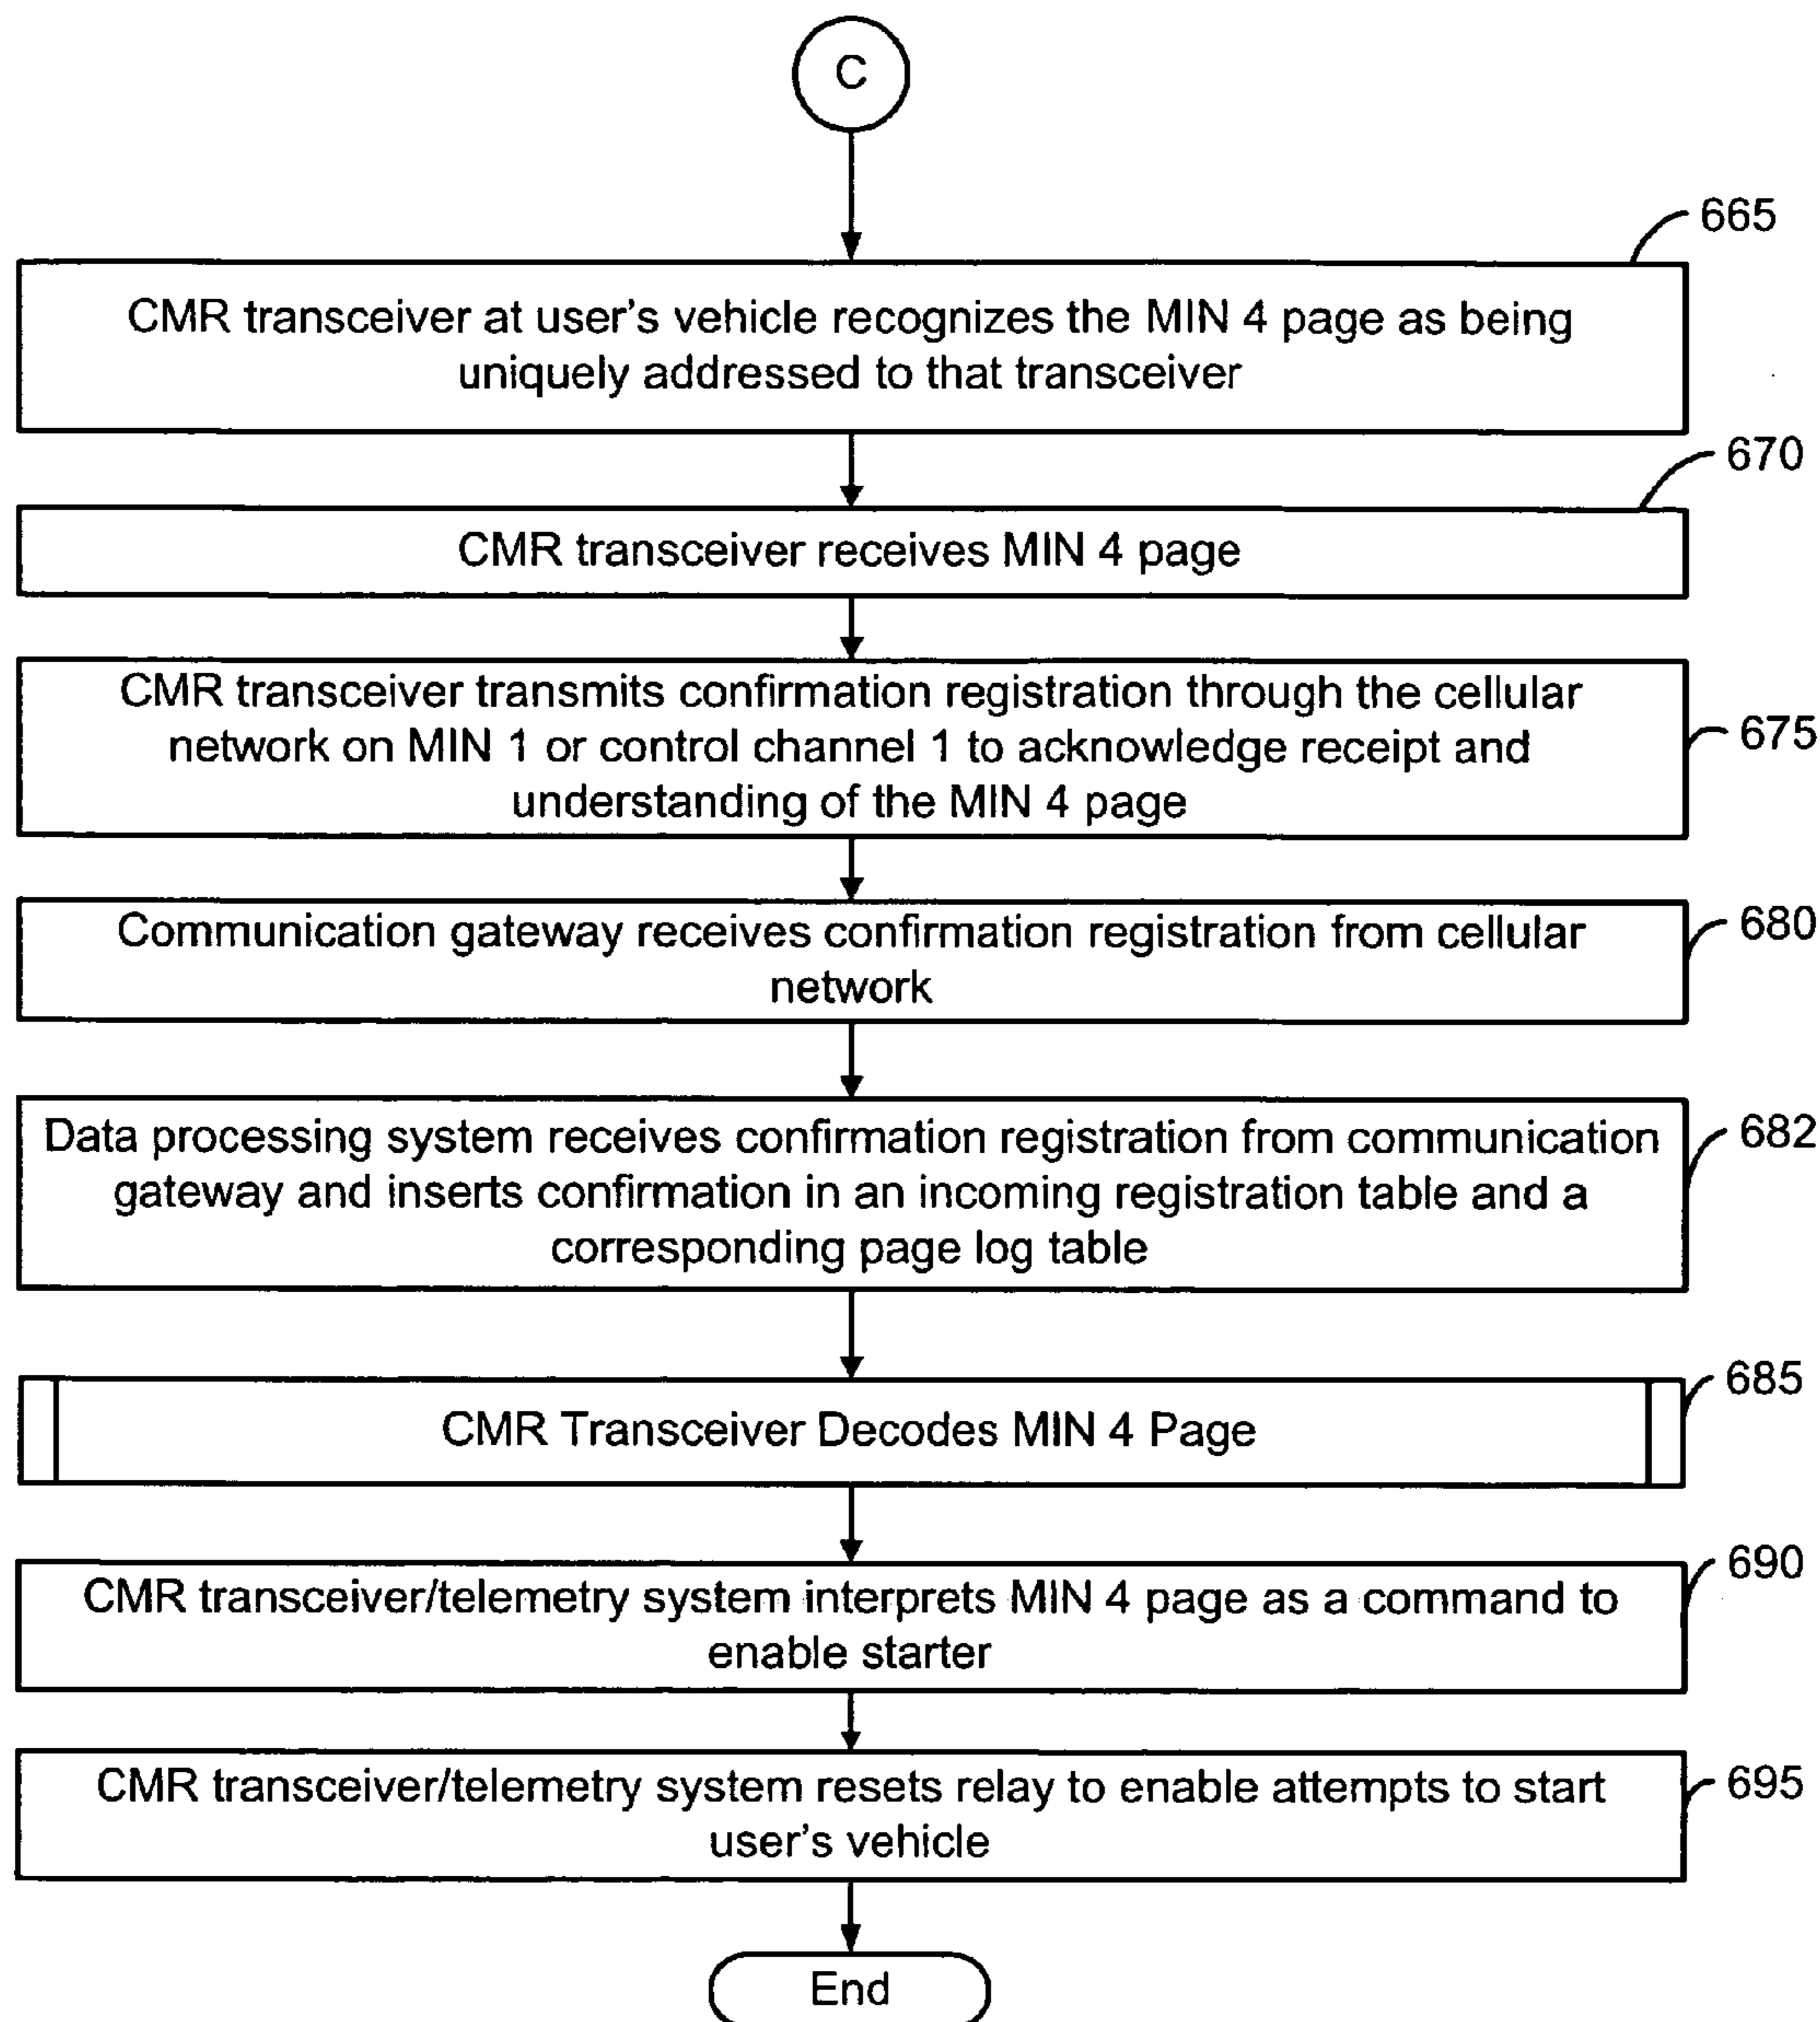 C
665
CMR transceiver at user's vehicle recognizes the MIN 4 page as being
uniquely addressed to that transceiver
670
CMR transceiver receives MIN 4 page
CMR transceiver transmits confirmation registration through the cellular
network on MIN 1 or control channel 1 to acknowledge receipt and
understanding of the MIN 4 page
675
Communication gateway receives confirmation registration from cellular
network
680
Data processing system receives confirmation registration from communication
gateway and inserts confirmation in an incoming registration table and a
corresponding page log table
682
CMR Transceiver Decodes MIN 4 Page
685
CMR transceiver/telemetry system interprets MIN 4 page as a command to
enable starter
690
CMR transceiver/telemetry system resets relay to enable attempts to start
user's vehicle
695
End